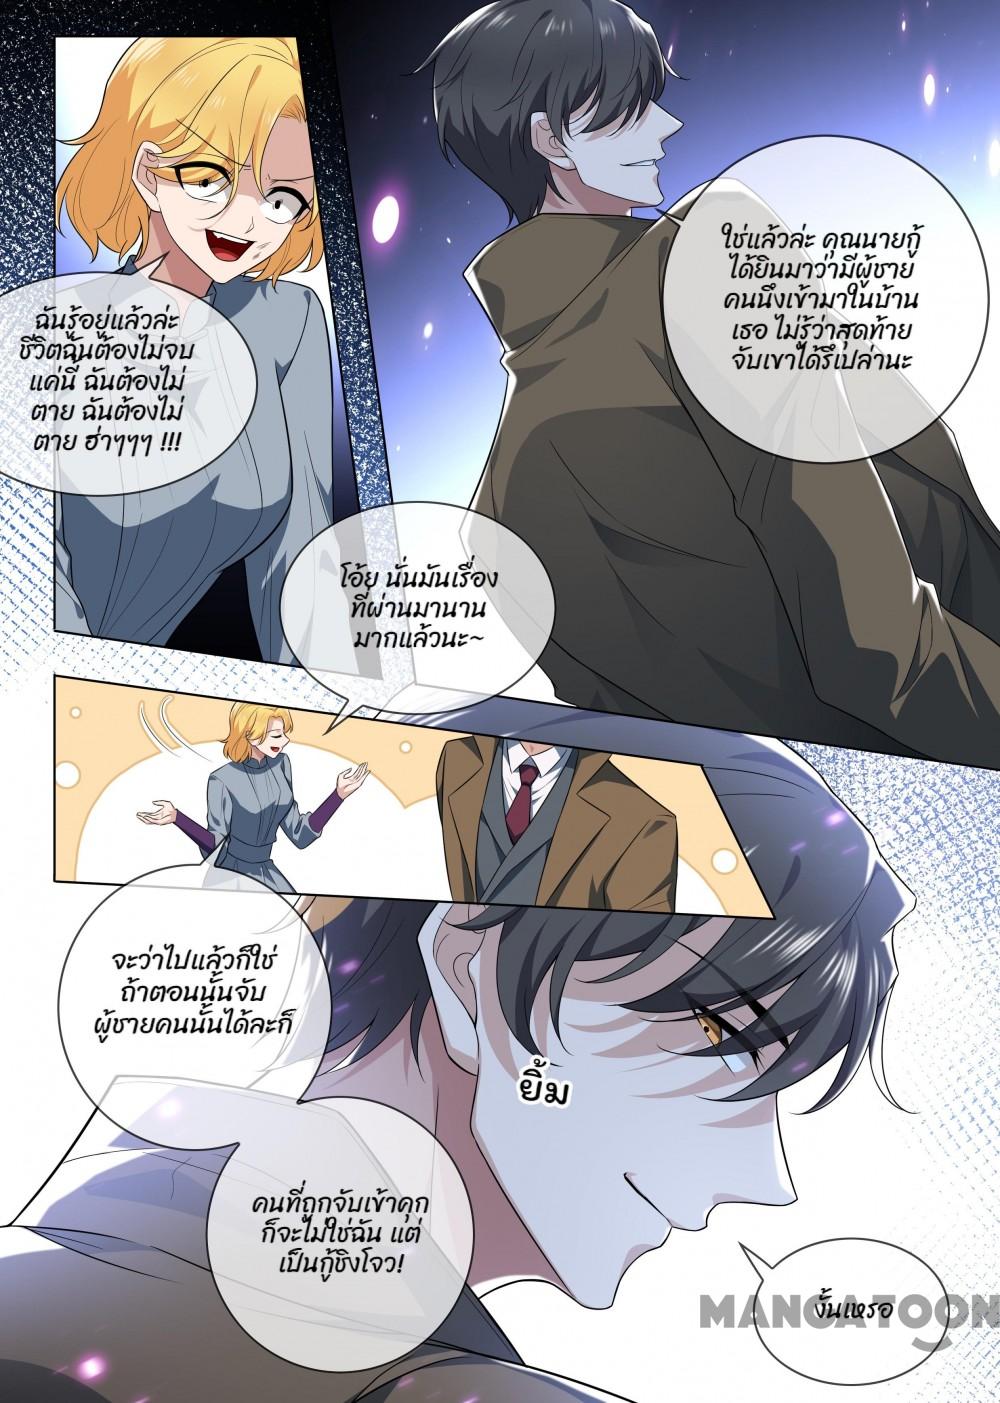 ฉันรู้อยู่แล้วล่ะ
ชีวิตฉันต้องไม่จบ
แค่นี้ ฉันต้องไม่
ตาย ฉันต้องไม่
ตาย ฮ่าๆๆๆ !!!
ใช่แล้วล่ะ คุณนายกู้
ได้ยินมาว่ามีผู้ชาย
คนนึงเข้ามาในบ้าน
เธอ ไม่รู้ว่าสุดท้าย
จับเขาได้รึเปล่านะ
โอ้ย นั่นมันเรื่อง
ที่ผ่านมานาน
มากแล้วนะ~
จะว่าไปแล้วก็ใช่
ถ้าตอนนั้นจับ
ผู้ชายคนนั้นได้ละก็
ยิ้ม
คนที่ถูกจับเข้าคุก
ก็จะไม่ใช่ฉัน แต่
เป็นกู้ชิงโจว!
งั้นเหรอ
MANGATOON